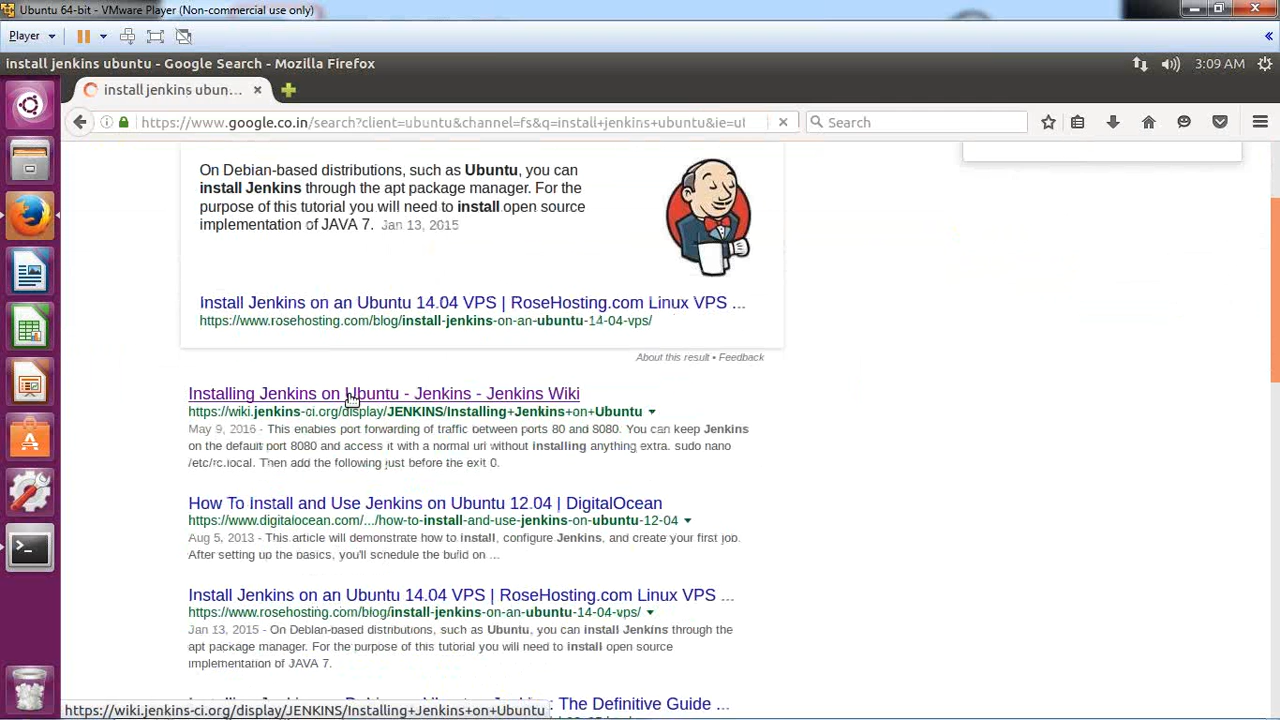 Ubuntu 64-bit - VMware Player (Non-commercial use only)
Player
install jenkins ubuntu - Google Search - Mozilla Firefox
3:09 AM
install jenkins ubun...
https://www.google.co.in/search?client=ubuntu&channel=fs&q=install+jenkins+ubuntu&ie=ut
Search
On Debian-based distributions, such as Ubuntu, you can
install Jenkins through the apt package manager. For the
purpose of this tutorial you will need to install open source
implementation of JAVA 7. Jan 13, 2015
Install Jenkins on an Ubuntu 14.04 VPS | RoseHosting.com Linux VPS ...
https://www.rosehosting.com/blog/install-jenkins-on-an-ubuntu-14-04-vps/
About this result • Feedback
Installing Jenkins on Ubuntu - Jenkins - Jenkins Wiki
https://wiki.jenkins-ci.org/display/JENKINS/Installing+Jenkins+on+Ubuntu
May 9, 2016 - This enables port forwarding of traffic between ports 80 and 8080. You can keep Jenkins
on the default port 8080 and access it with a normal url without installing anything extra. sudo nano
/etc/rc.local. Then add the following just before the exit 0.
How To Install and Use Jenkins on Ubuntu 12.04 | DigitalOcean
https://www.digitalocean.com/.../how-to-install-and-use-jenkins-on-ubuntu-12-04
Aug 5, 2013 - This article will demonstrate how to install, configure Jenkins, and create your first job.
After setting up the basics, you'll schedule the build on ...
Install Jenkins on an Ubuntu 14.04 VPS | RoseHosting.com Linux VPS ...
https://www.rosehosting.com/blog/install-jenkins-on-an-ubuntu-14-04-vps/
Jan 13, 2015 - On Debian-based distributions, such as Ubuntu, you can install Jenkins through the
apt package manager. For the purpose of this tutorial you will need to install open source
implementation of JAVA 7.
: The Definitive Guide ...
https://wiki.jenkins-ci.org/display/JENKINS/Installing+Jenkins+on+Ubuntu